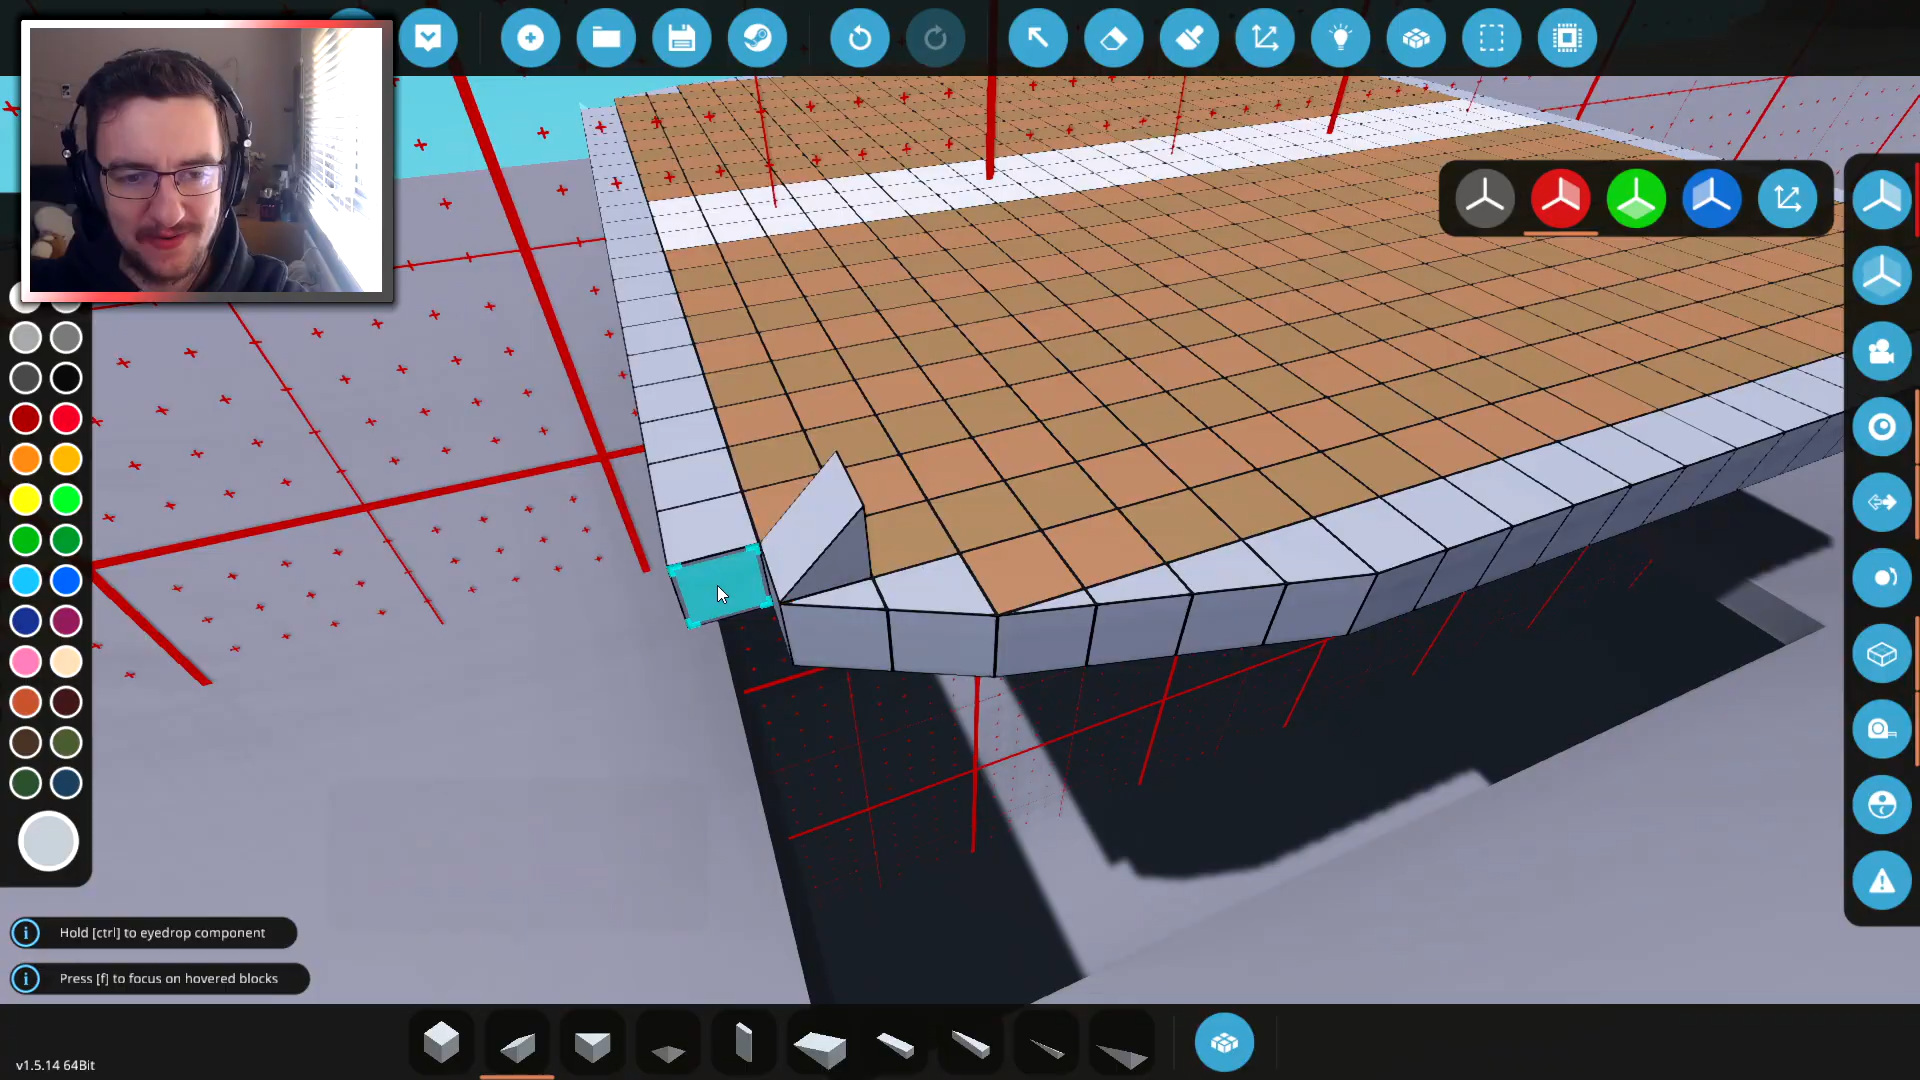 Hold [ctrl] to eyedrop component
Press [f] to focus on hovered blocks
v1.5.14 64Bit